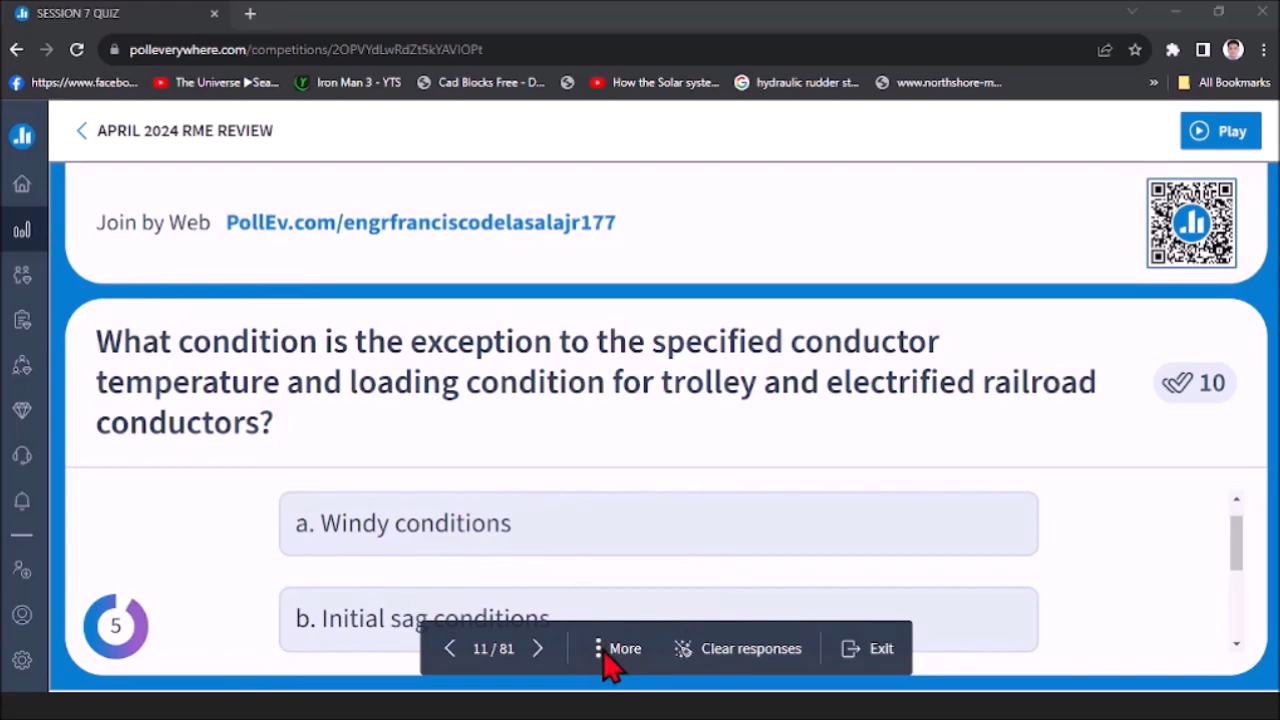 SESSION 7 QUIZ
polleverywhere.com/competitions/2OPVYdLwRdZt5kYAVIOPt
https://www.facebo... The Universe ▶Sea... Iron Man 3 - YTS Cad Blocks Free - D... How the Solar syste... hydraulic rudder st... www.northshore-m... » All Bookmarks
APRIL 2024 RME REVIEW
Play
Join by Web PollEv.com/engrfranciscodelasalajr177
What condition is the exception to the specified conductor
temperature and loading condition for trolley and electrified railroad
conductors?
10
a. Windy conditions
b. Initial sag conditions
5
11 / 81 More Clear responses Exit